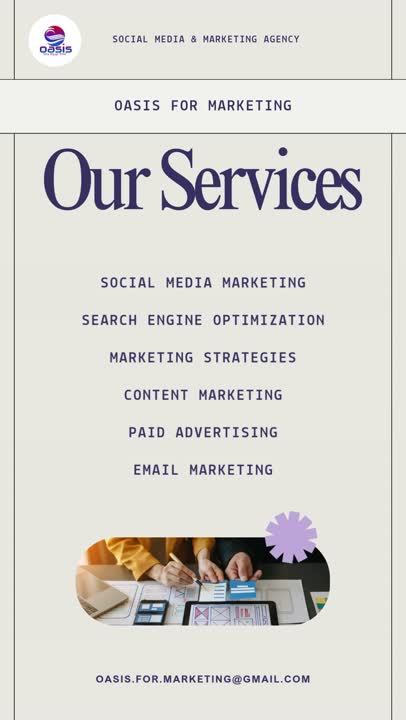 oasis
SOCIAL MEDIA & MARKETING AGENCY
OASIS FOR MARKETING
Our Services
SOCIAL MEDIA MARKETING
SEARCH ENGINE OPTIMIZATION
MARKETING STRATEGIES
CONTENT MARKETING
PAID ADVERTISING
EMAIL MARKETING
OASIS.FOR.MARKETING@GMAIL.COM